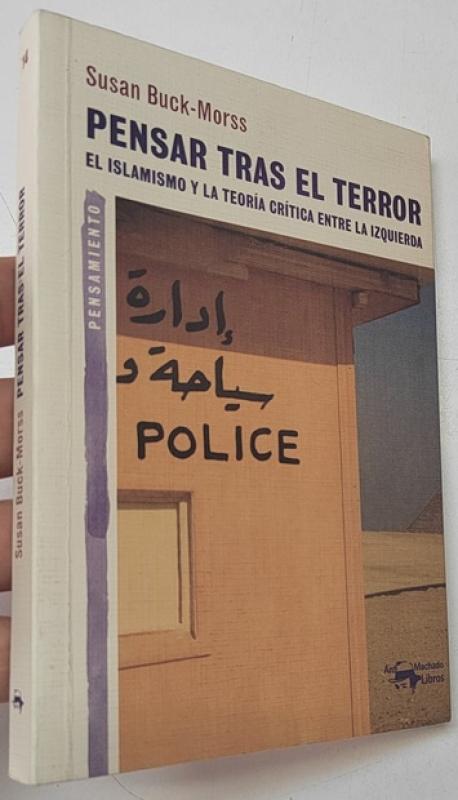 Susan Buck-Morss
PENSAR TRAS EL TERROR
EL ISLAMISMO Y LA TEORÍA CRÍTICA ENTRE LA IZQUIERDA
PENSAMIENTO
إدارة
سياحة و
POLICE
Machado
Libros
Susan Buck-Morss PENSAR TRAS EL TERROR